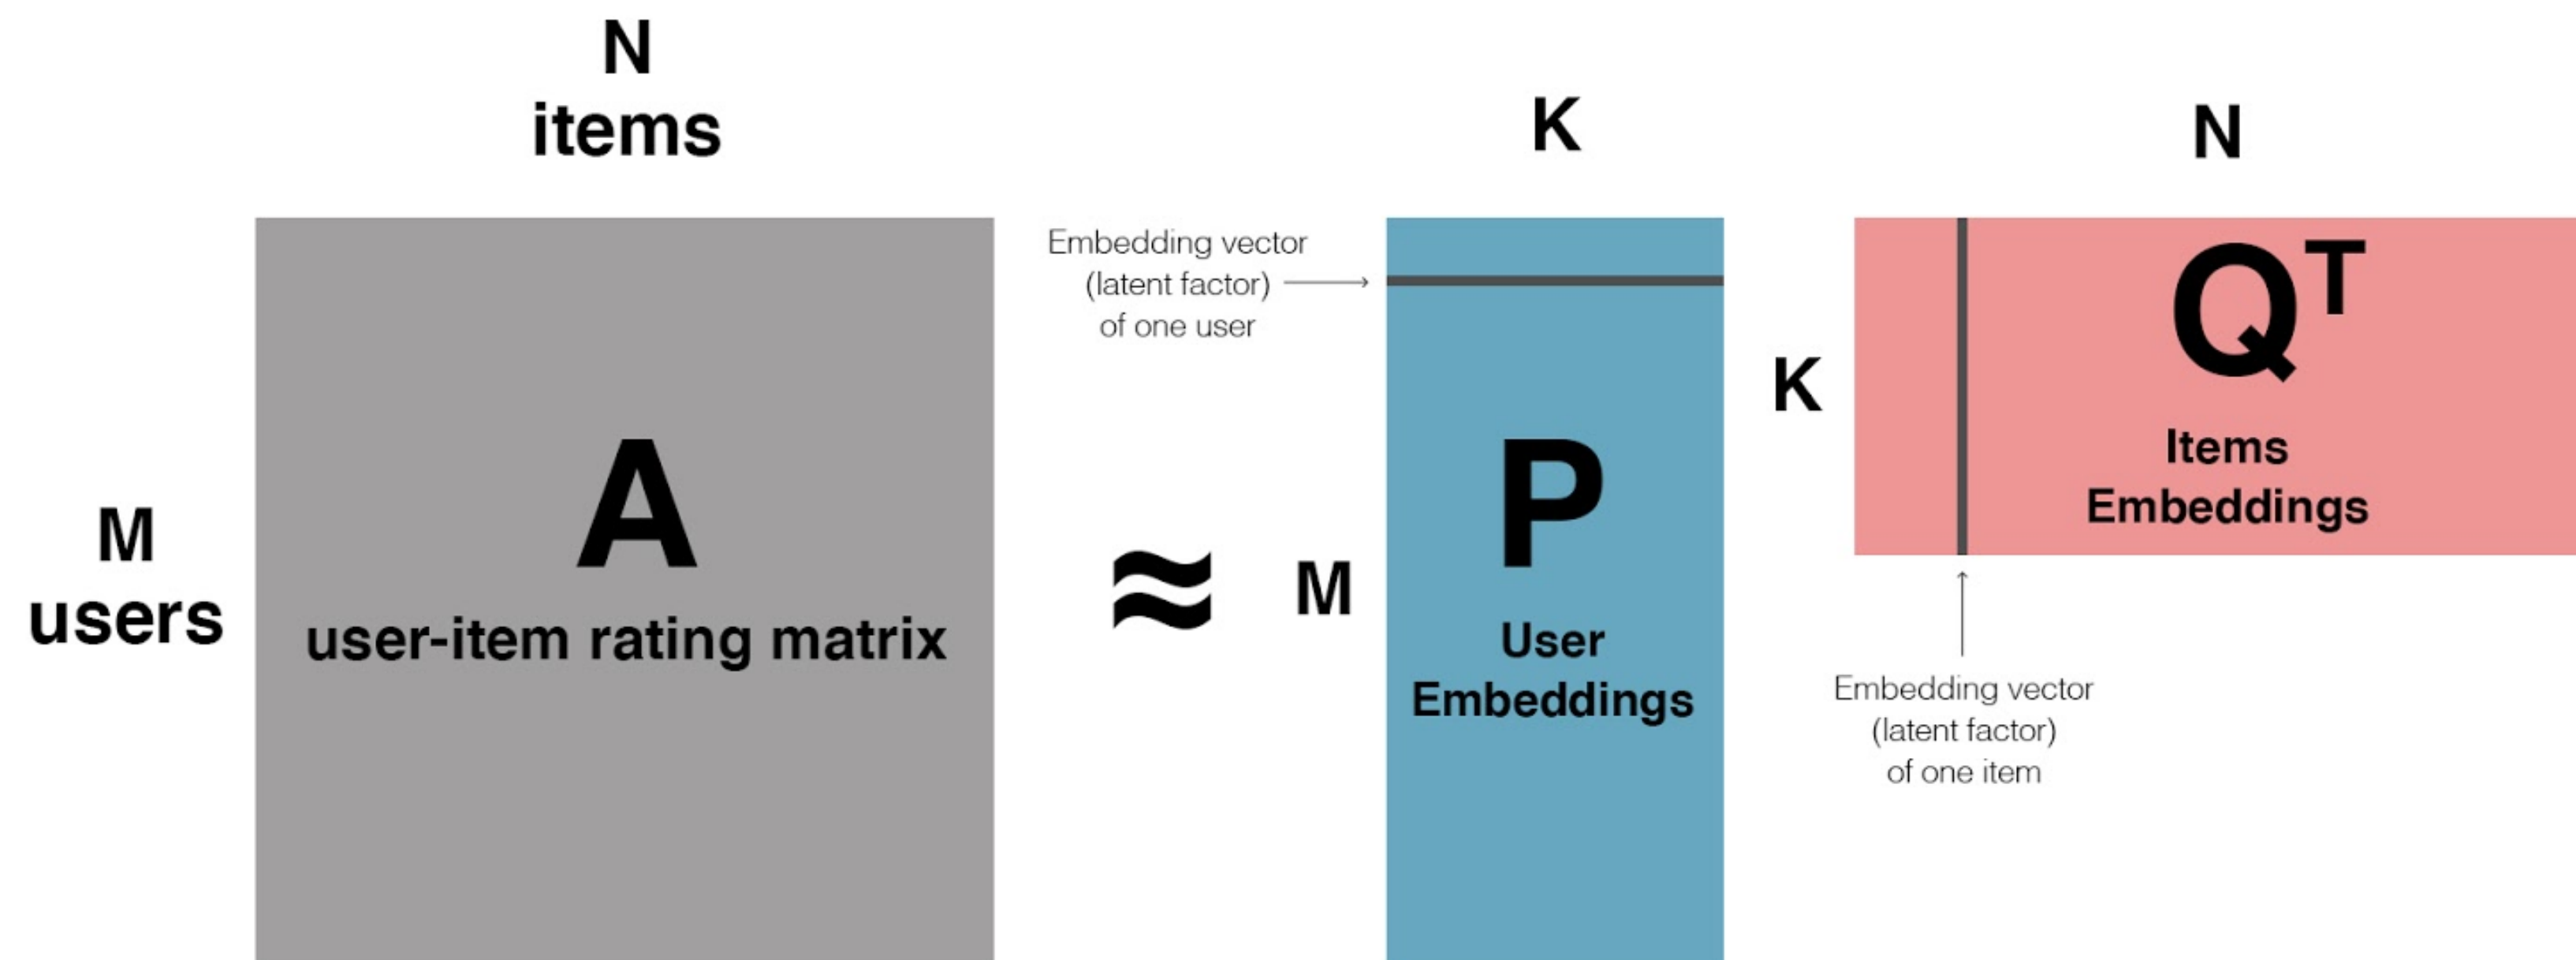 N
items
M
users
A
user-item rating matrix
≈
Embedding vector
(latent factor)
of one user
K
M
P
User
Embeddings
N
K
Q^T
Items
Embeddings
Embedding vector
(latent factor)
of one item